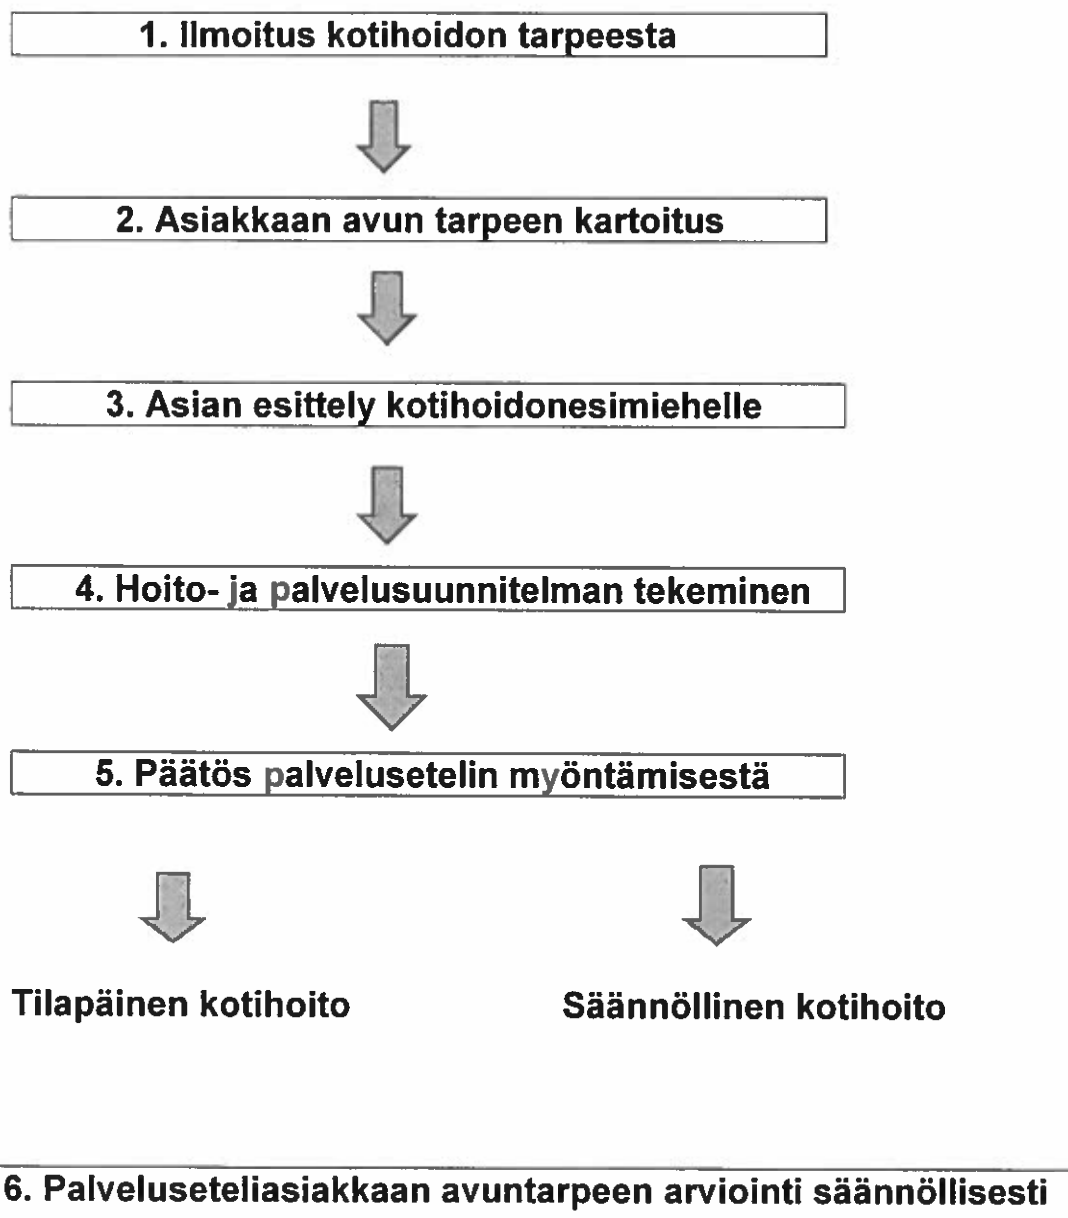 1. Ilmoitus kotihoidon tarpeesta
2. Asiakkaan avun tarpeen kartoitus
3. Asian esittely kotihoidonesimiehelle
4. Hoito- ja palvelusuunnitelman tekeminen
5. Päätös palvelusetelin myöntämisestä
Tilapäinen kotihoito
Säännöllinen kotihoito
6. Palveluseteliasiakkaan avuntarpeen arviointi säännöllisesti